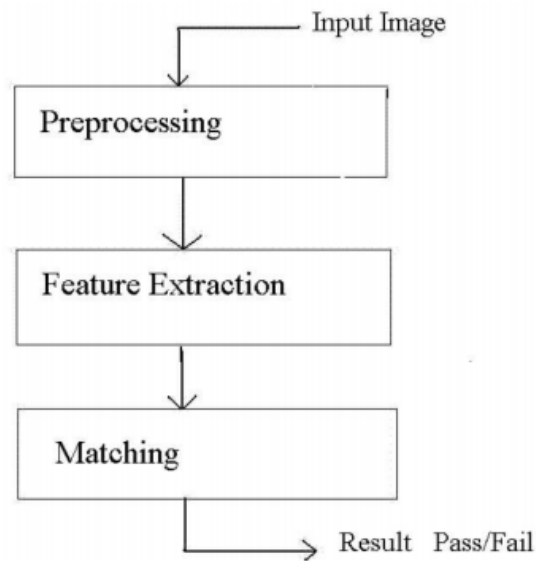 Input Image
Preprocessing
Feature Extraction
Matching
Result Pass/Fail